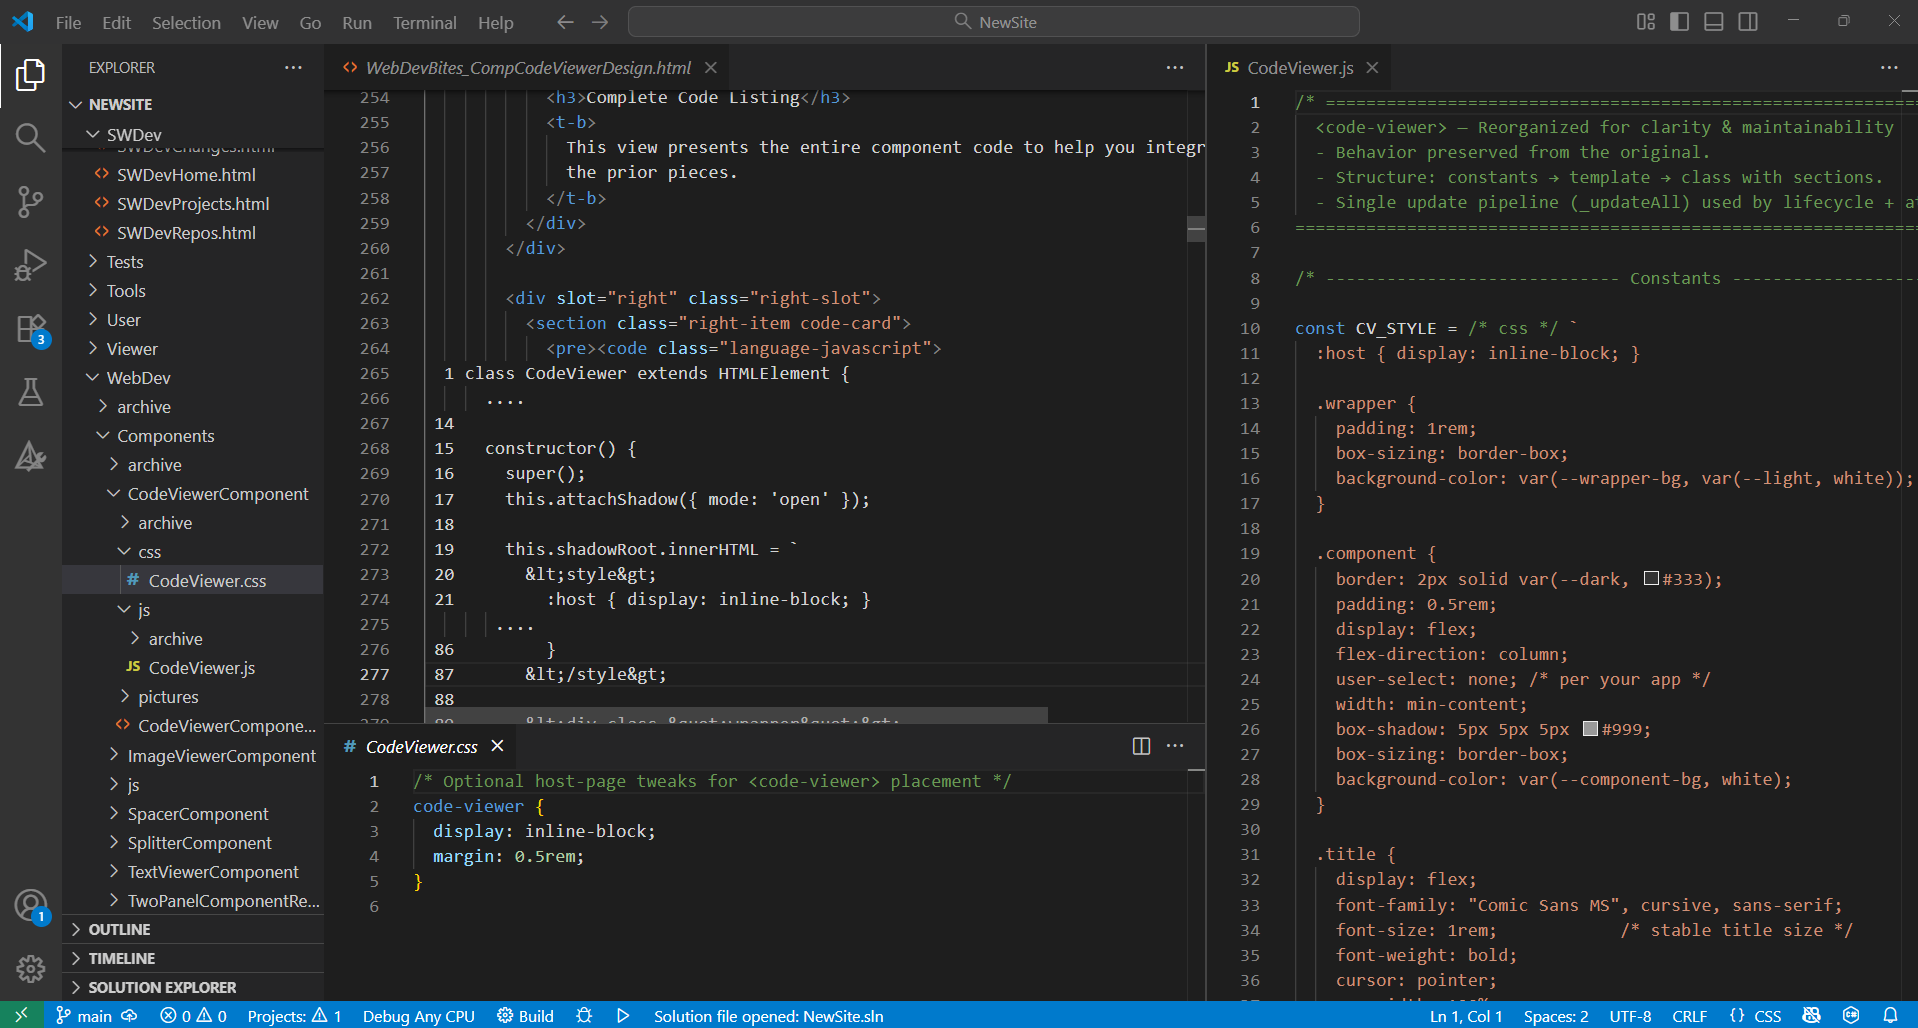 File Edit Selection View Go Run Terminal Help NewSite
EXPLORER
NEWSITE
SWDev
SWDevChanges.html
SWDevHome.html
SWDevProjects.html
SWDevRepos.html
Tests
Tools
User
Viewer
WebDev
archive
Components
archive
CodeViewerComponent
archive
css
# CodeViewer.css
js
archive
JS CodeViewer.js
pictures
CodeViewerCompone...
ImageViewerComponent
js
SpacerComponent
SplitterComponent
TextViewerComponent
TwoPanelComponentRe...
OUTLINE
TIMELINE
SOLUTION EXPLORER
3
1
<> WebDevBites_CompCodeViewerDesign.html
254 <h3>Complete Code Listing</h3>
255 <t-b>
256 This view presents the entire component code to help you integr
257 the prior pieces.
258 </t-b>
259 </div>
260 </div>
261
262 <div slot="right" class="right-slot">
263 <section class="right-item code-card">
264 <pre><code class="language-javascript">
265 1 class CodeViewer extends HTMLElement {
266 ....
267 14
268 15 constructor() {
269 16 super();
270 17 this.attachShadow({ mode: 'open' });
271 18
272 19 this.shadowRoot.innerHTML = `
273 20 &lt;style&gt;
274 21 :host { display: inline-block; }
275 ....
276 86 }
277 87 &lt;/style&gt;
278 88
279 89 &lt;div class &quot;wrapper&quot;&gt;
# CodeViewer.css
1 /* Optional host-page tweaks for <code-viewer> placement */
2 code-viewer {
3 display: inline-block;
4 margin: 0.5rem;
5 }
6
JS CodeViewer.js
1 /* ==========================================================
2 <code-viewer> — Reorganized for clarity & maintainability
3 - Behavior preserved from the original.
4 - Structure: constants → template → class with sections.
5 - Single update pipeline (_updateAll) used by lifecycle + a
6 =============================================================
7
8 /* ----------------------------- Constants ------------------
9
10 const CV_STYLE = /* css */ `
11 :host { display: inline-block; }
12
13 .wrapper {
14 padding: 1rem;
15 box-sizing: border-box;
16 background-color: var(--wrapper-bg, var(--light, white));
17 }
18
19 .component {
20 border: 2px solid var(--dark, #333);
21 padding: 0.5rem;
22 display: flex;
23 flex-direction: column;
24 user-select: none; /* per your app */
25 width: min-content;
26 box-shadow: 5px 5px 5px #999;
27 box-sizing: border-box;
28 background-color: var(--component-bg, white);
29 }
30
31 .title {
32 display: flex;
33 font-family: "Comic Sans MS", cursive, sans-serif;
34 font-size: 1rem; /* stable title size */
35 font-weight: bold;
36 cursor: pointer;
main 0 0 Projects: 1 Debug Any CPU Build Solution file opened: NewSite.sln Ln 1, Col 1 Spaces: 2 UTF-8 CRLF {} CSS